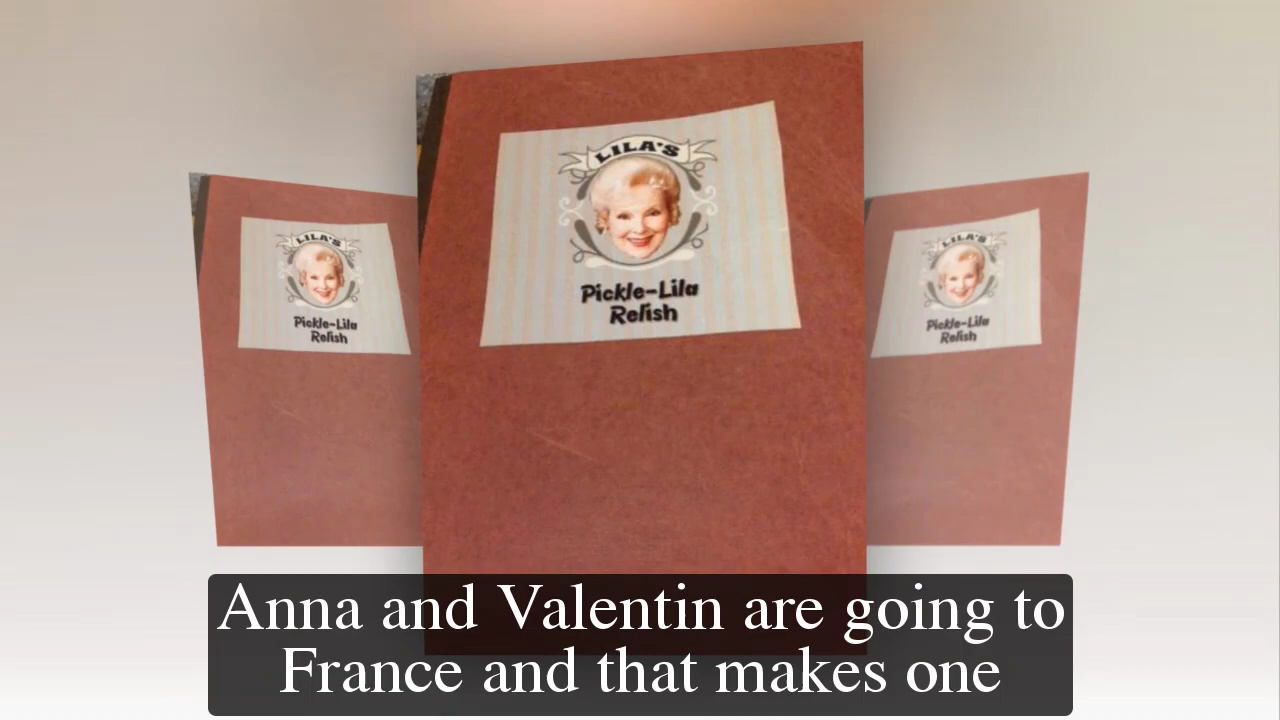 LILA'S
Pickle-Lila
Relish
LILA'S
Pickle-Lila
Relish
LILA'S
Pickle-Lila
Relish
Anna and Valentin are going to
France and that makes one